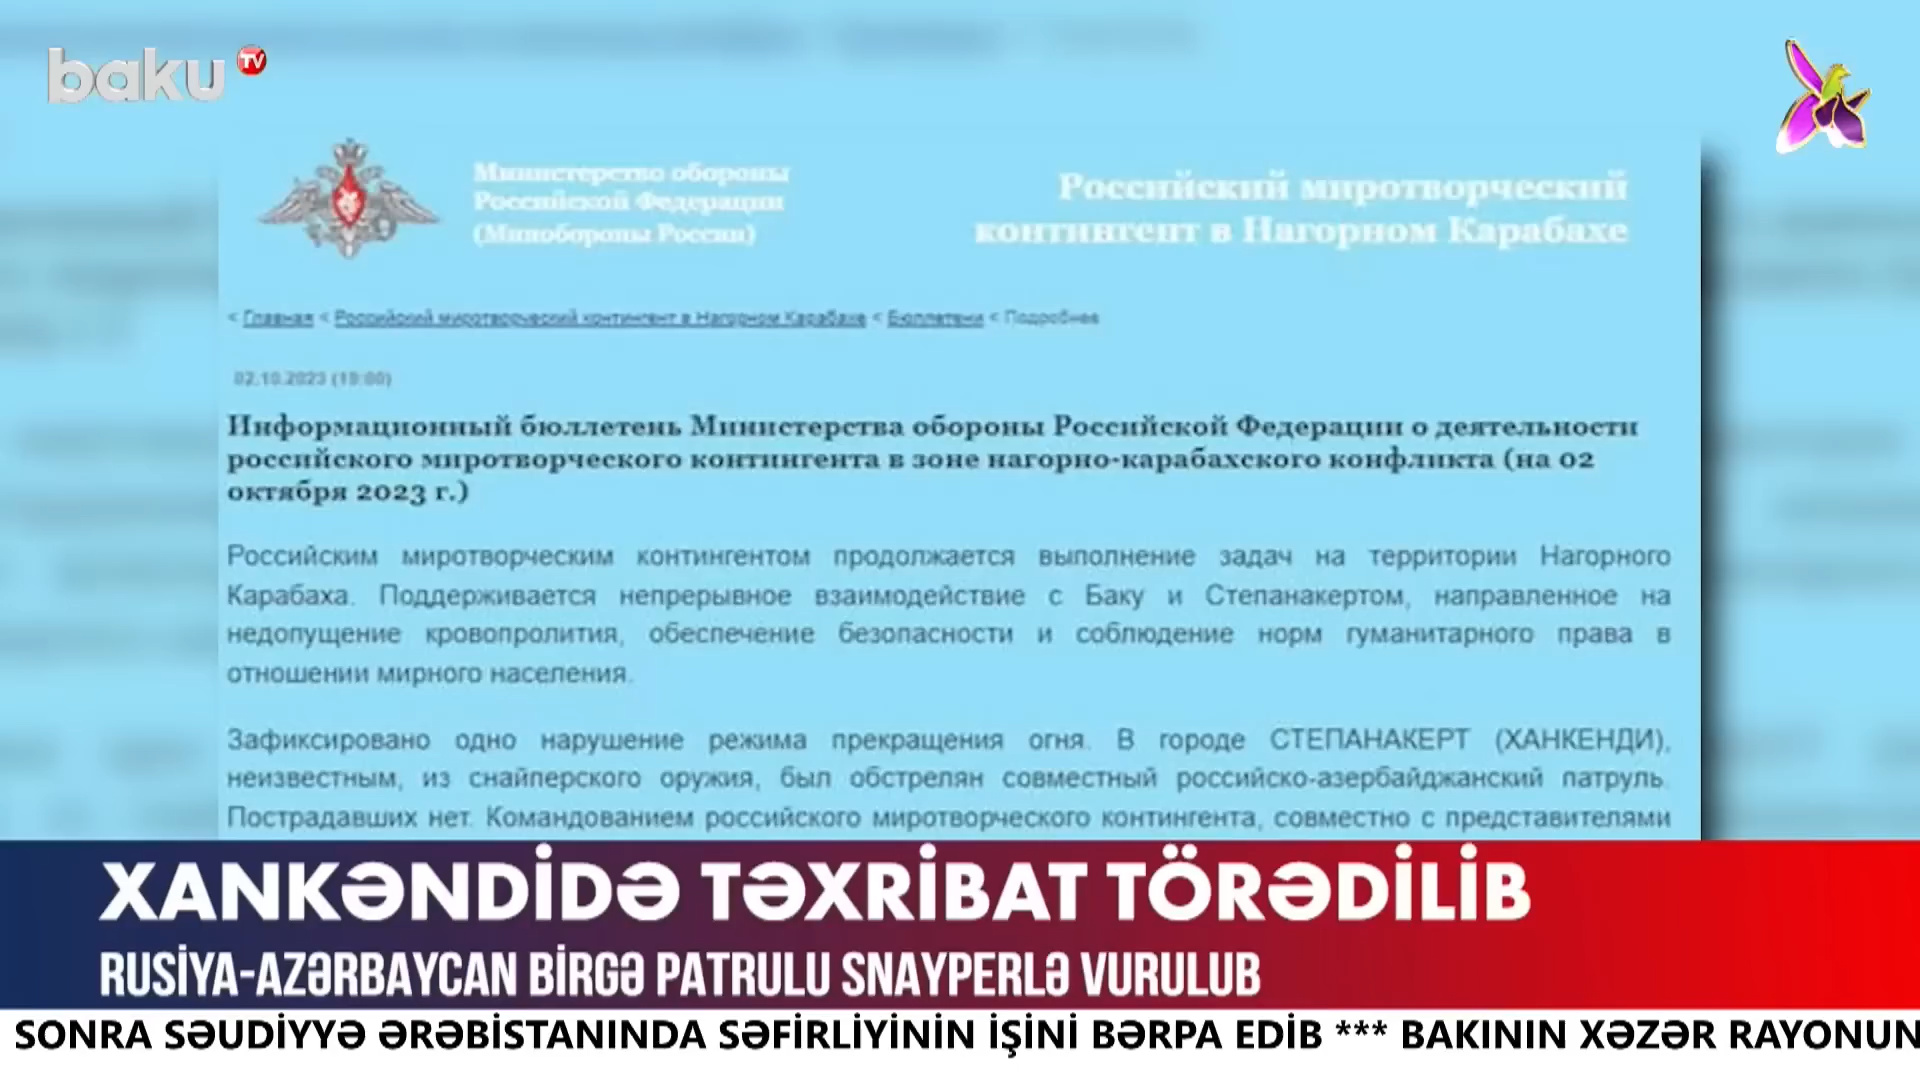 baku TV
Министерство обороны
Российской Федерации
(Минобороны России)
Российский миротворческий
контингент в Нагорном Карабахе
< Главная < Российский миротворческий контингент в Нагорном Карабахе < Бюллетени < Подробнее
02.10.2023
Информационный бюллетень Министерства обороны Российской Федерации о деятельности
российского миротворческого контингента в зоне нагорно-карабахского конфликта (на 02
октября 2023 г.)
Российским миротворческим контингентом продолжается выполнение задач на территории Нагорного
Карабаха. Поддерживается непрерывное взаимодействие с Баку и Степанакертом, направленное на
недопущение кровопролития, обеспечение безопасности и соблюдение норм гуманитарного права в
отношении мирного населения.
Зафиксировано одно нарушение режима прекращения огня. В городе СТЕПАНАКЕРТ (ХАНКЕНДИ),
неизвестным, из снайперского оружия, был обстрелян совместный российско-азербайджанский патруль.
Пострадавших нет. Командованием российского миротворческого контингента, совместно с представителями
XANKƏNDİDƏ TƏXRİBAT TÖRƏDİLİB
RUSİYA-AZƏRBAYCAN BİRGƏ PATRULU SNAYPERLƏ VURULUB
SONRA SƏUDİYYƏ ƏRƏBİSTANINDA SƏFİRLİYİNİN İŞİNİ BƏRPA EDİB *** BAKININ XƏZƏR RAYONUN